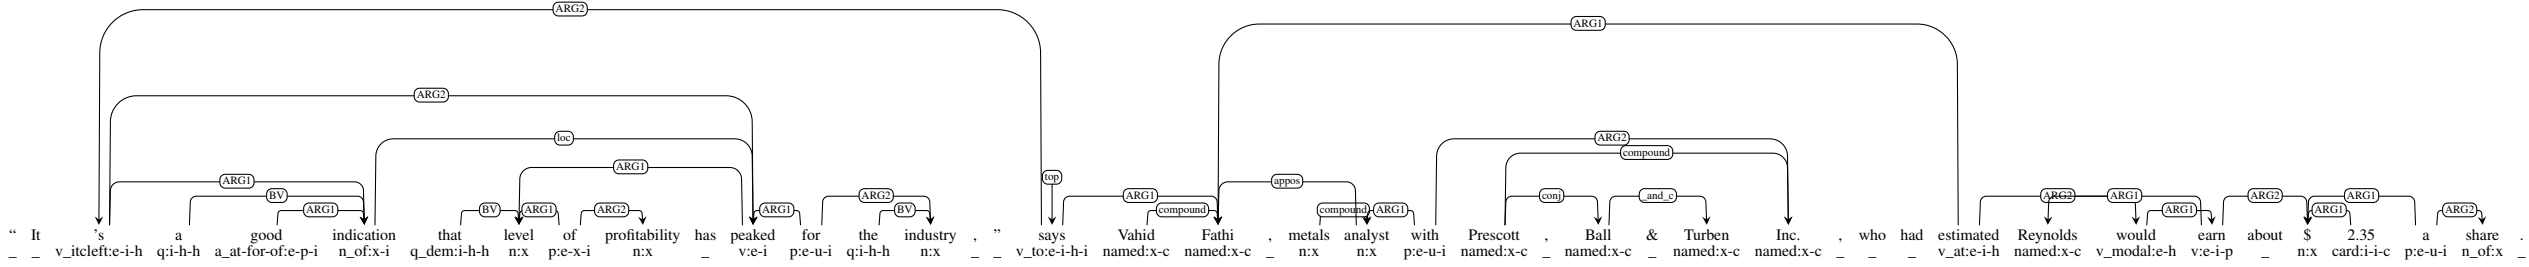 ARG2
ARG1
ARG2
loc ARG2
ARG1 compound
ARG1 top appos
BV ARG2 ARG1 conj _and_c ARG2 ARG1 ARG2 ARG1
ARG1 BV ARG1 ARG2 ARG1 BV compound compound ARG1 ARG1 ARG1 ARG2
“ It 's a good indication that level of profitability has peaked for the industry , ” says Vahid Fathi , metals analyst with Prescott , Ball & Turben Inc. , who had estimated Reynolds would earn about $ 2.35 a share .
_ _ v_itcleft:e-i-h q:i-h-h a_at-for-of:e-p-i n_of:x-i q_dem:i-h-h n:x p:e-x-i n:x _ v:e-i p:e-u-i q:i-h-h n:x _ _ v_to:e-i-h-i named:x-c named:x-c _ n:x n:x p:e-u-i named:x-c _ named:x-c _ named:x-c named:x-c _ _ _ v_at:e-i-h named:x-c v_modal:e-h v:e-i-p _ n:x card:i-i-c p:e-u-i n_of:x _